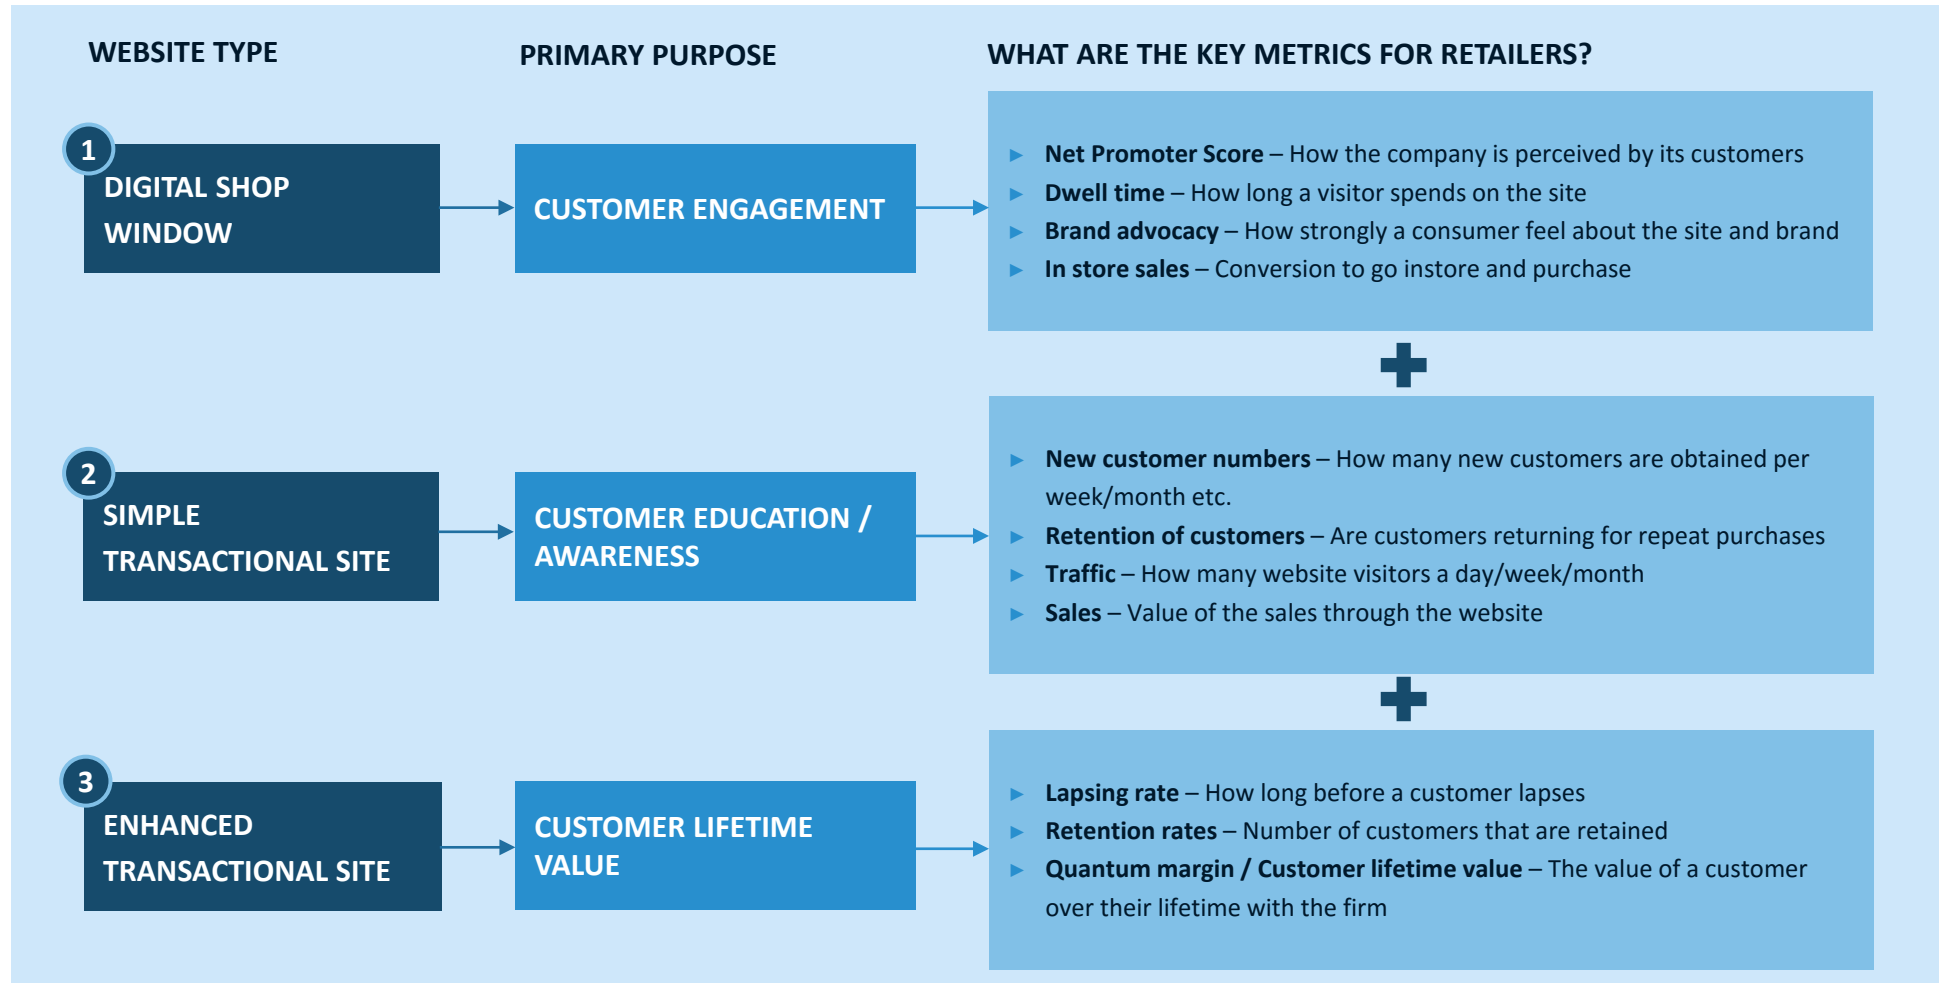 WEBSITE TYPE
PRIMARY PURPOSE
WHAT ARE THE KEY METRICS FOR RETAILERS?
1
DIGITAL SHOP
WINDOW
CUSTOMER ENGAGEMENT
► Net Promoter Score – How the company is perceived by its customers
► Dwell time – How long a visitor spends on the site
► Brand advocacy – How strongly a consumer feel about the site and brand
► In store sales – Conversion to go instore and purchase
2
SIMPLE
TRANSACTIONAL SITE
CUSTOMER EDUCATION /
AWARENESS
► New customer numbers – How many new customers are obtained per
week/month etc.
► Retention of customers – Are customers returning for repeat purchases
► Traffic – How many website visitors a day/week/month
► Sales – Value of the sales through the website
3
ENHANCED
TRANSACTIONAL SITE
CUSTOMER LIFETIME
VALUE
► Lapsing rate – How long before a customer lapses
► Retention rates – Number of customers that are retained
► Quantum margin / Customer lifetime value – The value of a customer
over their lifetime with the firm